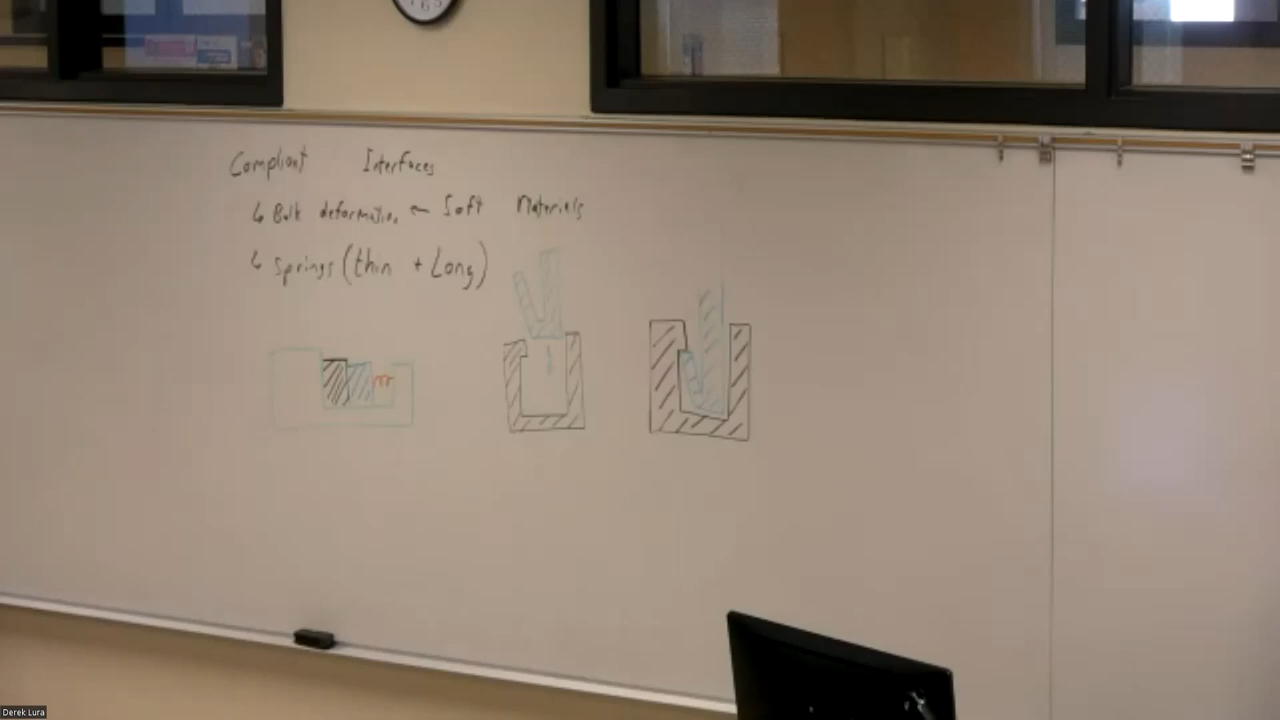 Compliant Interfaces
↳ Bulk deformation ← Soft Materials
↳ Springs (thin + Long)
Derek Lura